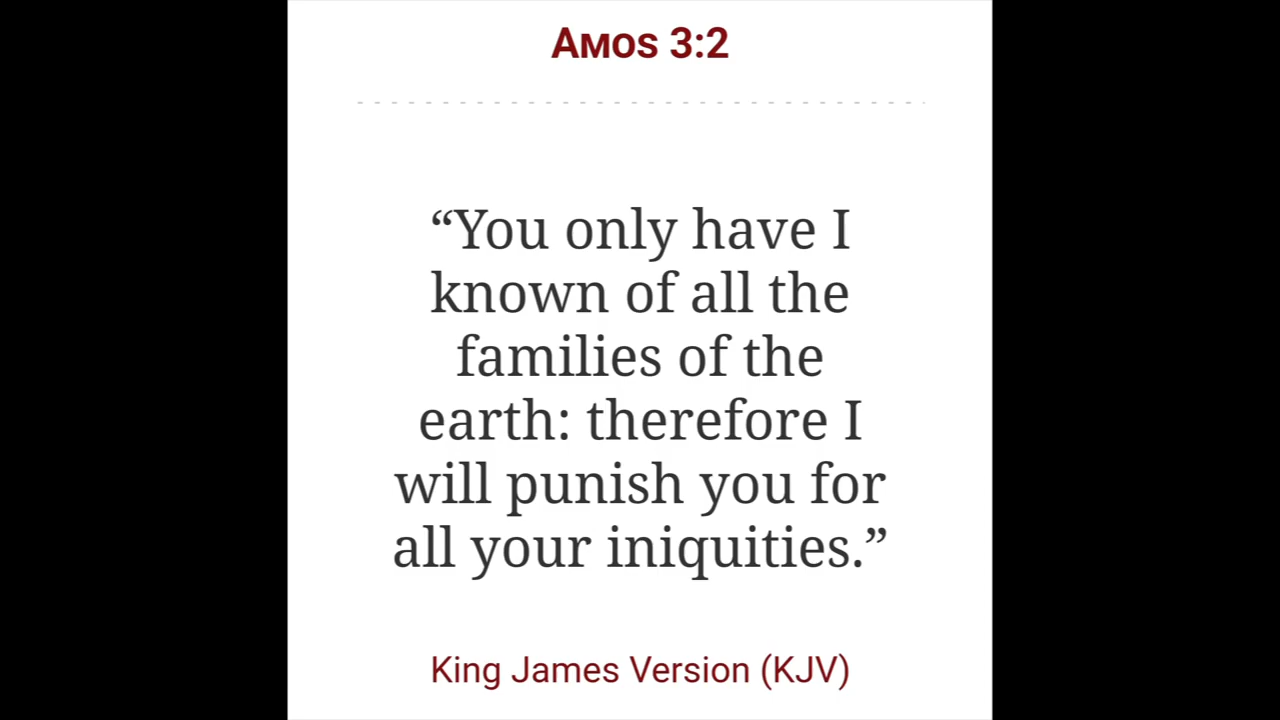 Amos 3:2
“You only have I
known of all the
families of the
earth: therefore I
will punish you for
all your iniquities.”
King James Version (KJV)